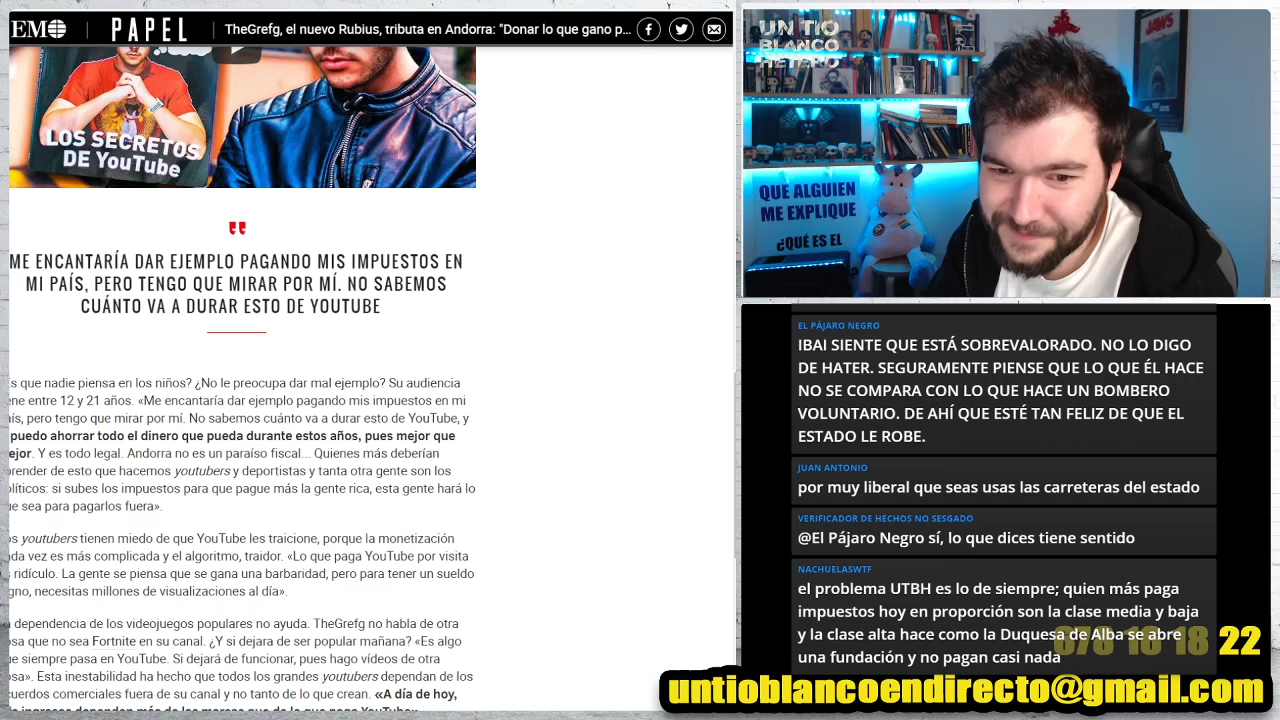 EM
PAPEL
TheGrefg, el nuevo Rubius, tributa en Andorra: "Donar lo que gano p...
LOS SECRETOS
DE YouTube
ME ENCANTARÍA DAR EJEMPLO PAGANDO MIS IMPUESTOS EN
MI PAÍS, PERO TENGO QUE MIRAR POR MÍ. NO SABEMOS
CUÁNTO VA A DURAR ESTO DE YOUTUBE
s que nadie piensa en los niños? ¿No le preocupa dar mal ejemplo? Su audiencia
ene entre 12 y 21 años. «Me encantaría dar ejemplo pagando mis impuestos en mi
aís, pero tengo que mirar por mí. No sabemos cuánto va a durar esto de YouTube, y
puedo ahorrar todo el dinero que pueda durante estos años, pues mejor que
ejor. Y es todo legal. Andorra no es un paraíso fiscal... Quienes más deberían
prender de esto que hacemos youtubers y deportistas y tanta otra gente son los
olíticos: si subes los impuestos para que pague más la gente rica, esta gente hará lo
ue sea para pagarlos fuera».
os youtubers tienen miedo de que YouTube les traicione, porque la monetización
ada vez es más complicada y el algoritmo, traidor. «Lo que paga YouTube por visita
s ridículo. La gente se piensa que se gana una barbaridad, pero para tener un sueldo
gno, necesitas millones de visualizaciones al día».
a dependencia de los videojuegos populares no ayuda. TheGrefg no habla de otra
osa que no sea Fortnite en su canal. ¿Y si dejara de ser popular mañana? «Es algo
ue siempre pasa en YouTube. Si dejará de funcionar, pues hago vídeos de otra
osa». Esta inestabilidad ha hecho que todos los grandes youtubers dependan de los
cuerdos comerciales fuera de su canal y no tanto de lo que crean. «A día de hoy,
s ingresos dependen más de las marcas que de lo que paga YouTube»
UN TIO
BLANCO
HETERO
JAWS
QUE ALGUIEN
ME EXPLIQUE
¿QUÉ ES EL
EL PÁJARO NEGRO
IBAI SIENTE QUE ESTÁ SOBREVALORADO. NO LO DIGO
DE HATER. SEGURAMENTE PIENSE QUE LO QUE ÉL HACE
NO SE COMPARA CON LO QUE HACE UN BOMBERO
VOLUNTARIO. DE AHÍ QUE ESTÉ TAN FELIZ DE QUE EL
ESTADO LE ROBE.
JUAN ANTONIO
por muy liberal que seas usas las carreteras del estado
VERIFICADOR DE HECHOS NO SESGADO
@El Pájaro Negro sí, lo que dices tiene sentido
NACHUELASWTF
el problema UTBH es lo de siempre; quien más paga
impuestos hoy en proporción son la clase media y baja
y la clase alta hace como la Duquesa de Alba se abre
una fundación y no pagan casi nada
22
untioblancoendirecto@gmail.com